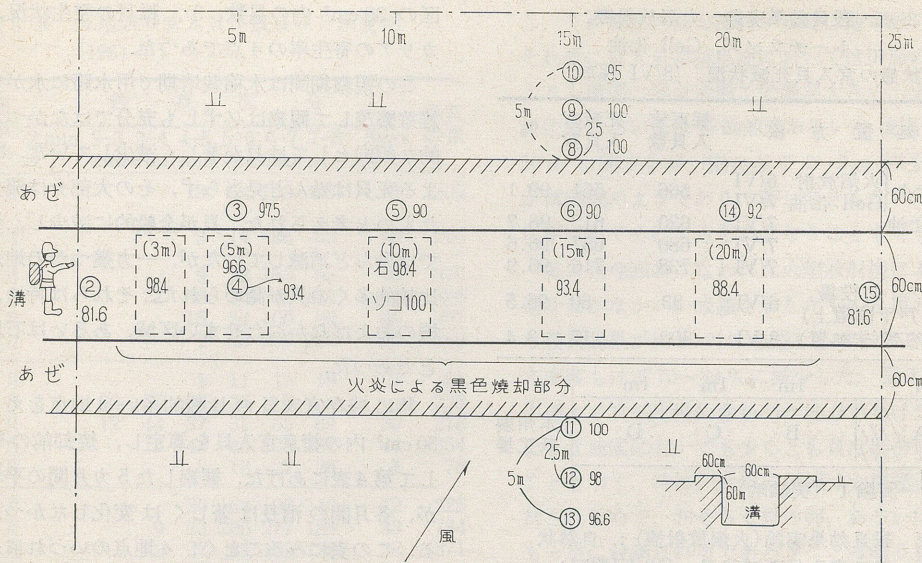 5m 10m 15m 20m 25m
⑩ 95
5m ⑨ 100
2.5
⑧ 100
あぜ
60cm
③ 97.5 ⑤ 90 ⑥ 90 ⑭ 92
(3m) (5m) (10m) (15m) (20m)
98.4 96.6 石 98.4 93.4 88.4
④ 93.4 ソコ100
溝 ② 81.6
⑮ 81.6
60cm
あぜ
60cm
火炎による黒色焼却部分
⑪ 100
2.5m
5m ⑫ 98
⑬ 96.6
風
60cm 60cm
60m
溝